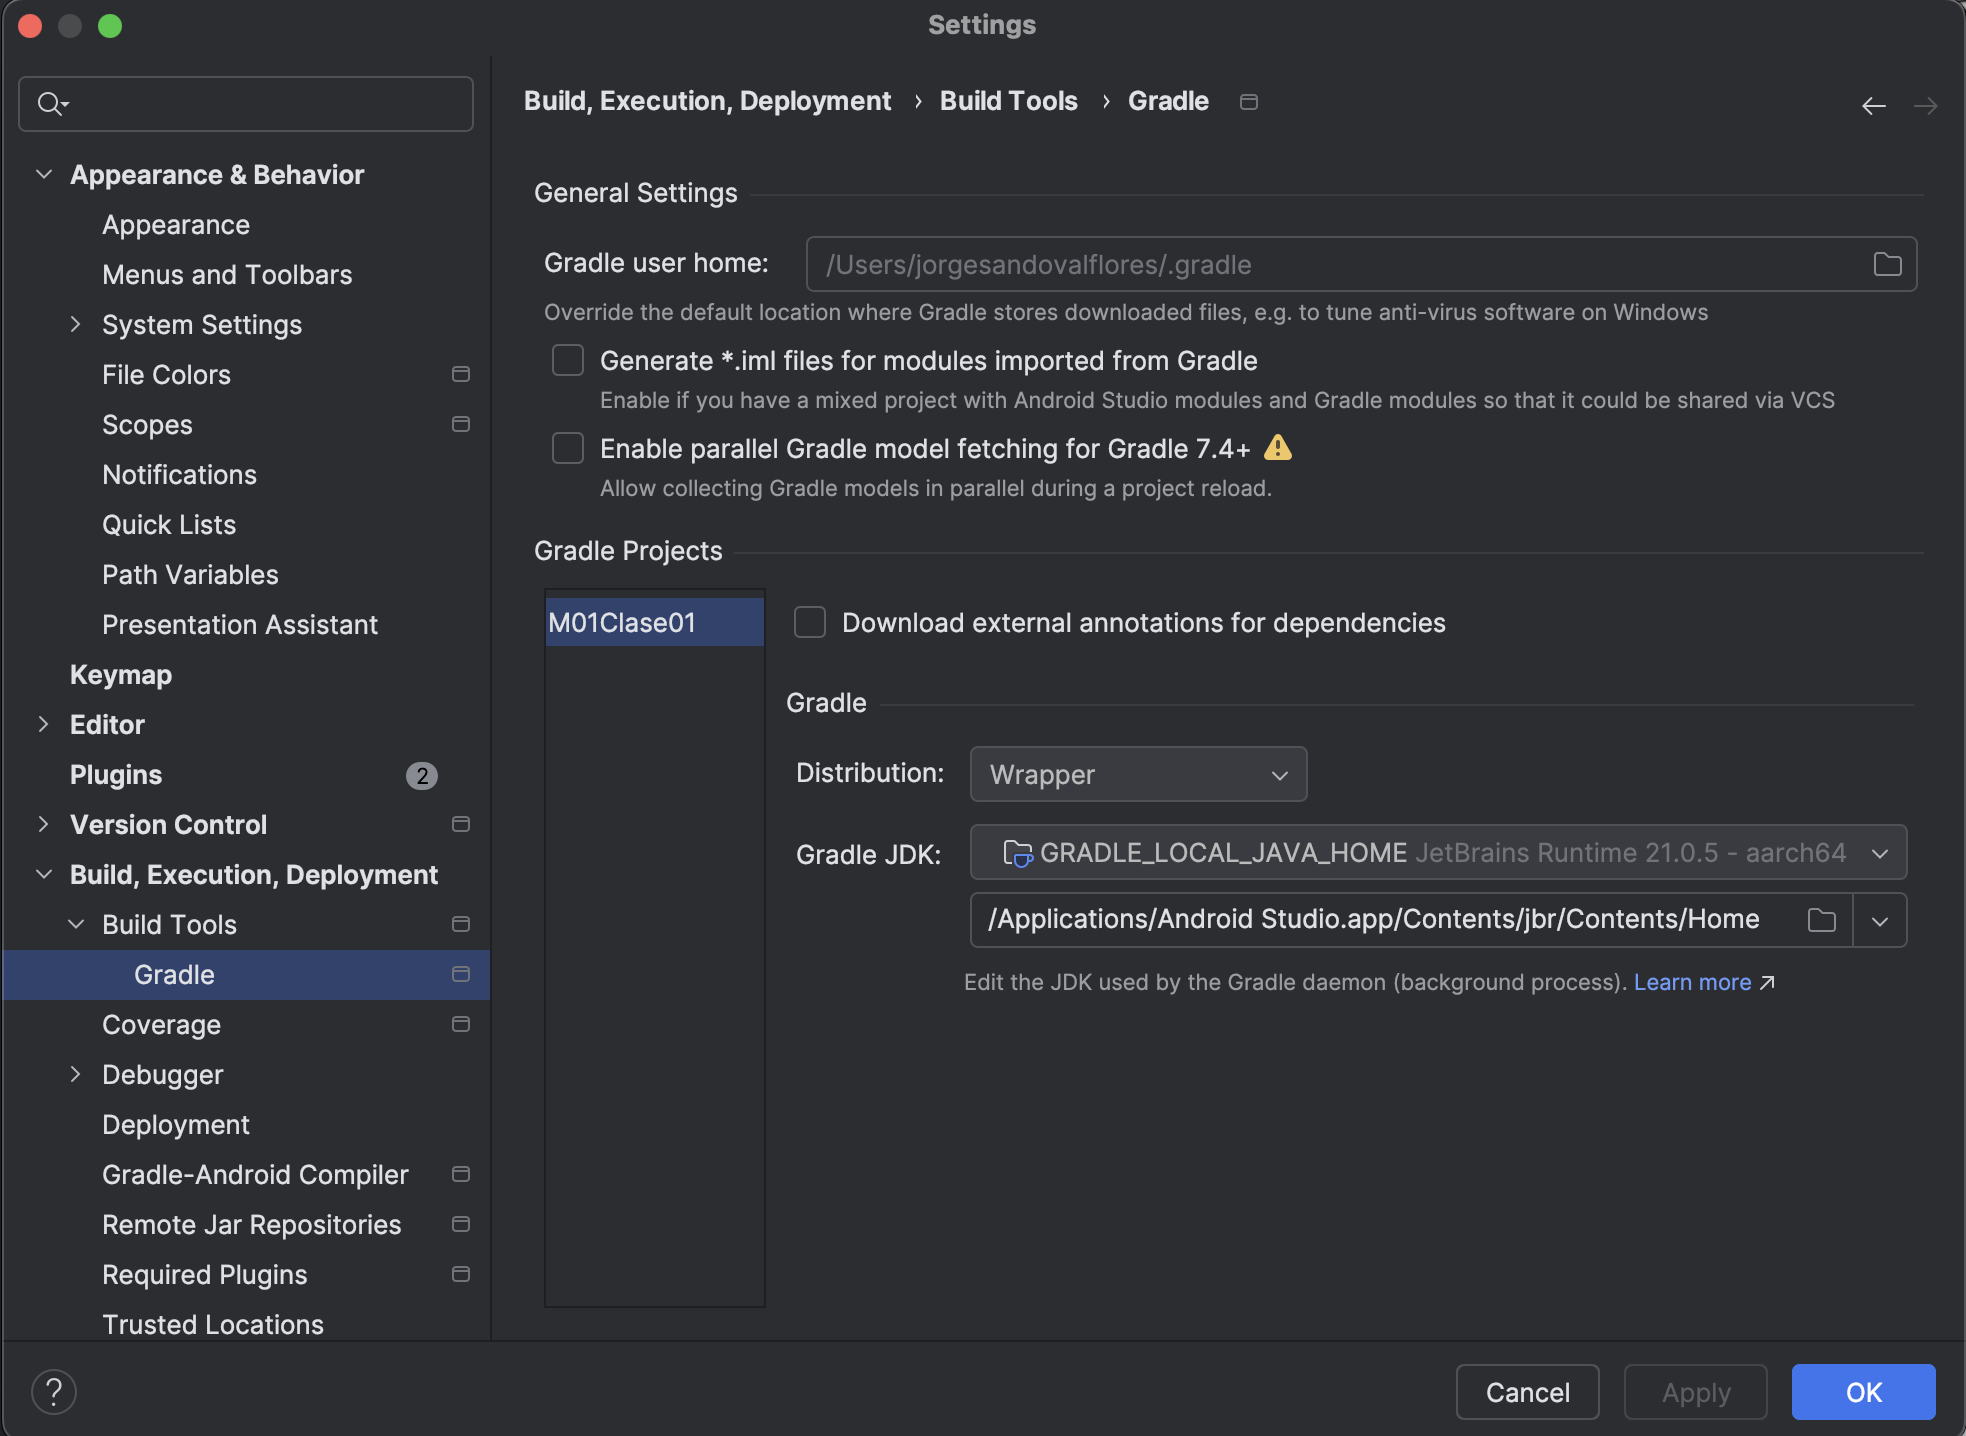 Settings
Appearance & Behavior
Appearance
Menus and Toolbars
System Settings
File Colors
Scopes
Notifications
Quick Lists
Path Variables
Presentation Assistant
Keymap
Editor
Plugins 2
Version Control
Build, Execution, Deployment
Build Tools
Gradle
Coverage
Debugger
Deployment
Gradle-Android Compiler
Remote Jar Repositories
Required Plugins
Trusted Locations
Build, Execution, Deployment › Build Tools › Gradle
General Settings
Gradle user home: /Users/jorgesandovalflores/.gradle
Override the default location where Gradle stores downloaded files, e.g. to tune anti-virus software on Windows
Generate *.iml files for modules imported from Gradle
Enable if you have a mixed project with Android Studio modules and Gradle modules so that it could be shared via VCS
Enable parallel Gradle model fetching for Gradle 7.4+
Allow collecting Gradle models in parallel during a project reload.
Gradle Projects
M01Clase01
Download external annotations for dependencies
Gradle
Distribution: Wrapper
Gradle JDK: GRADLE_LOCAL_JAVA_HOME JetBrains Runtime 21.0.5 - aarch64
/Applications/Android Studio.app/Contents/jbr/Contents/Home
Edit the JDK used by the Gradle daemon (background process). Learn more ↗
? Cancel Apply OK